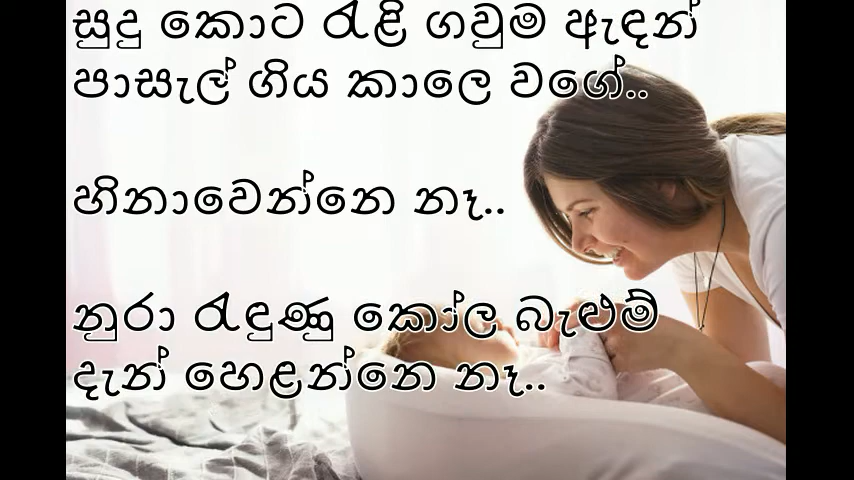 සුදු කොට රැළි ගවුම ඇඳන්
පාසැල් ගිය කාලෙ වගේ..
හිනාවෙන්නෙ නෑ..
නුරා රැඳුණු කෝල බැළුම්
දැන් හෙළන්නෙ නෑ..